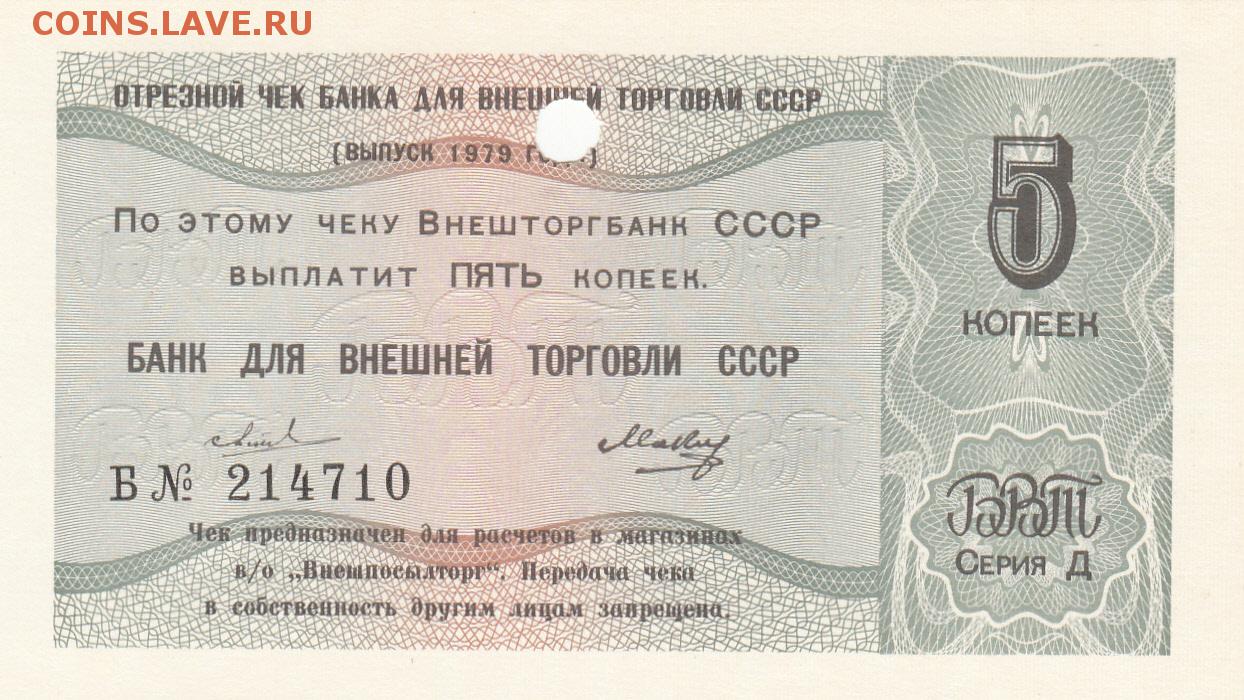 COINS.LAVE.RU
ОТРЕЗНОЙ ЧЕК БАНКА ДЛЯ ВНЕШНЕЙ ТОРГОВЛИ СССР
(ВЫПУСК 1979
ПО ЭТОМУ ЧЕКУ ВНЕШТОРГБАНК СССР
ВЫПЛАТИТ ПЯТЬ КОПЕЕК.
БАНК ДЛЯ ВНЕШНЕЙ ТОРГОВЛИ СССР
Б № 214710
Чек предназначен для расчетов в магазинах
в/о „Внешпосылторг“. Передача чека
в собственность другим лицам запрещена.
5
КОПЕЕК
БВТ
СЕРИЯ Д